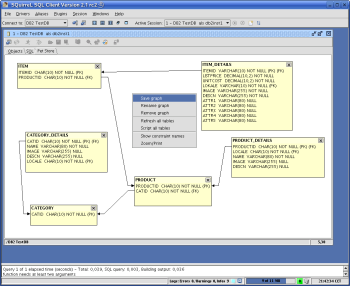 SQuirreL SQL Client Version 2.1 rc2
File Drivers Aliases Plugins Session Windows Help
Connect to: DB2 TestDB
Active Session: 1 - DB2 TestDB
1 - DB2 TestDB
Objects SQL Pet Store
ITEM
ITEMID VARCHAR(10) NOT NULL (PK)
PRODUCTID VARCHAR(10) NOT NULL (FK)
ITEM_DETAILS
ITEMID VARCHAR(10) NOT NULL (PK) (FK)
LISTPRICE DECIMAL(10,2) NOT NULL
UNITCOST DECIMAL(10,2) NOT NULL
LOCALE VARCHAR(10) NOT NULL (PK)
IMAGE VARCHAR(255) NOT NULL
DESCN VARCHAR(255) NOT NULL
ATTR1 VARCHAR(80) NULL
ATTR2 VARCHAR(80) NULL
ATTR3 VARCHAR(80) NULL
ATTR4 VARCHAR(80) NULL
ATTR5 VARCHAR(80) NULL
Save graph
Rename graph
Remove graph
Refresh all tables
Script all tables
Show constraint names
Zoom/Print
CATEGORY_DETAILS
CATID CHAR(10) NOT NULL (PK) (FK)
NAME VARCHAR(80) NOT NULL
IMAGE VARCHAR(255) NULL
DESCN VARCHAR(255) NULL
LOCALE CHAR(10) NOT NULL (PK)
PRODUCT_DETAILS
PRODUCTID CHAR(10) NOT NULL (PK) (FK)
LOCALE CHAR(10) NOT NULL (PK)
NAME VARCHAR(80) NOT NULL
IMAGE VARCHAR(255) NULL
DESCN VARCHAR(255) NULL
PRODUCT
PRODUCTID CHAR(10) NOT NULL (PK)
CATID CHAR(10) NOT NULL (FK)
CATEGORY
CATID CHAR(10) NOT NULL (PK)
/DB2 TestDB
Query 1 of 1 elapsed time (seconds) - Total: 0,039, SQL query: 0,003, Building output: 0,036
function needs at least two arguments.
Logs: Errors 0, Warnings 0, Infos 9